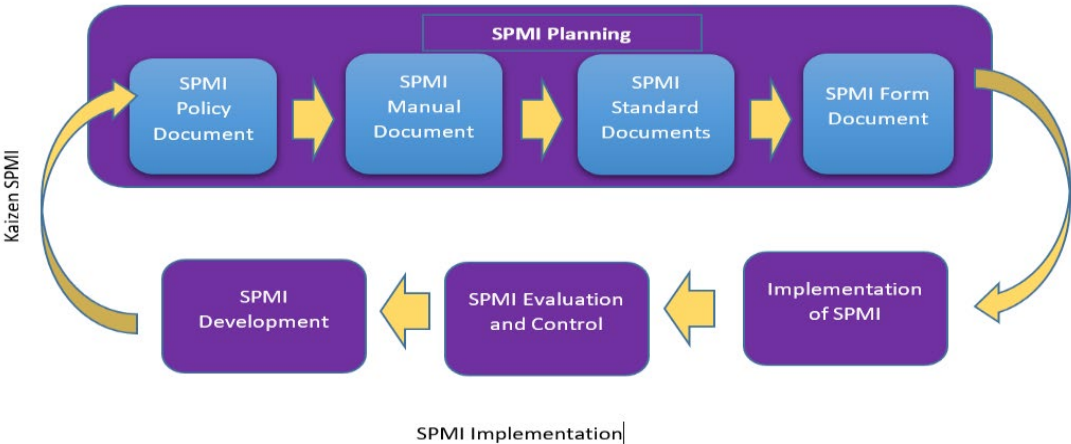 SPMI Planning
SPMI
Policy
Document
SPMI
Manual
Document
SPMI
Standard
Documents
SPMI Form
Document
Kaizen SPMI
SPMI
Development
SPMI Evaluation
and Control
Implementation
of SPMI
SPMI Implementation